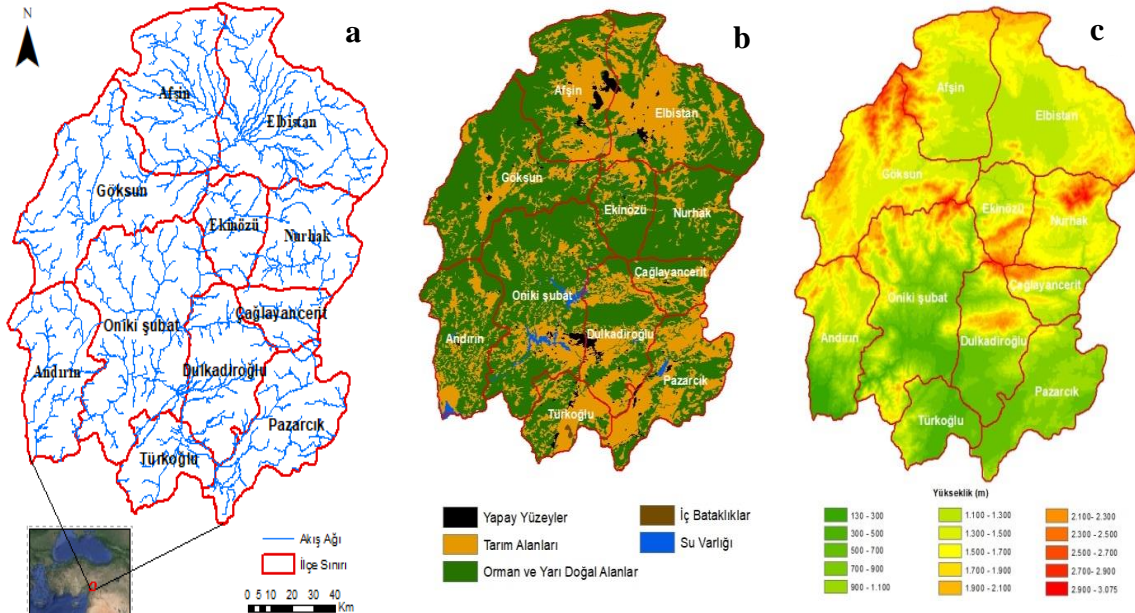 N
a
Afşin
Elbistan
Göksun
Ekinözü
Nurhak
Oniki şubat
Çağlayancerit
Andırın
Dulkadiroğlu
Pazarcık
Türkoğlu
Akış Ağı
İlçe Sınırı
0 5 10 20 30 40
Km
b
Afşin
Elbistan
Göksun
Ekinözü
Nurhak
Çağlayancerit
Oniki şubat
Dulkadiroğlu
Andırın
Pazarcık
Türkoğlu
Yapay Yüzeyler
Tarım Alanları
Orman ve Yarı Doğal Alanlar
İç Bataklıklar
Su Varlığı
c
Afşin
Elbistan
Göksun
Ekinözü
Nurhak
Çağlayancerit
Oniki şubat
Andırın
Dulkadiroğlu
Pazarcık
Türkoğlu
Yükseklik (m)
130 - 300
300 - 500
500 - 700
700 - 900
900 - 1.100
1.100 - 1.300
1.300 - 1.500
1.500 - 1.700
1.700 - 1.900
1.900 - 2.100
2.100- 2.300
2.300 - 2.500
2.500 - 2.700
2.700- 2.900
2.900 - 3.075